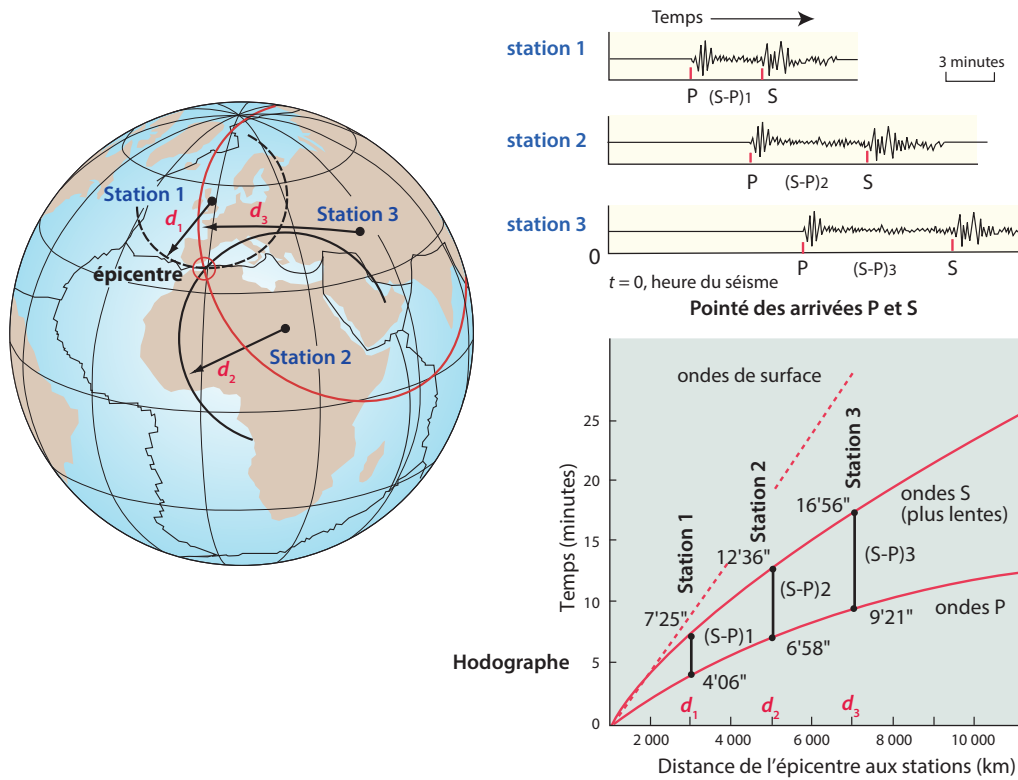 Temps
station 1
3 minutes
P (S-P)1 S
station 2
P (S-P)2 S
station 3
0
P (S-P)3 S
t = 0, heure du séisme
Pointé des arrivées P et S
Station 1
d1
d3
Station 3
épicentre
Station 2
d2
Hodographe
Temps (minutes)
25
20
15
10
5
0
ondes de surface
Station 1
Station 2
Station 3
16'56"
ondes S
(plus lentes)
12'36"
(S-P)3
(S-P)2
7'25"
(S-P)1
9'21"
ondes P
6'58"
4'06"
d1
d2
d3
2 000
4 000
6 000
8 000
10 000
Distance de l'épicentre aux stations (km)